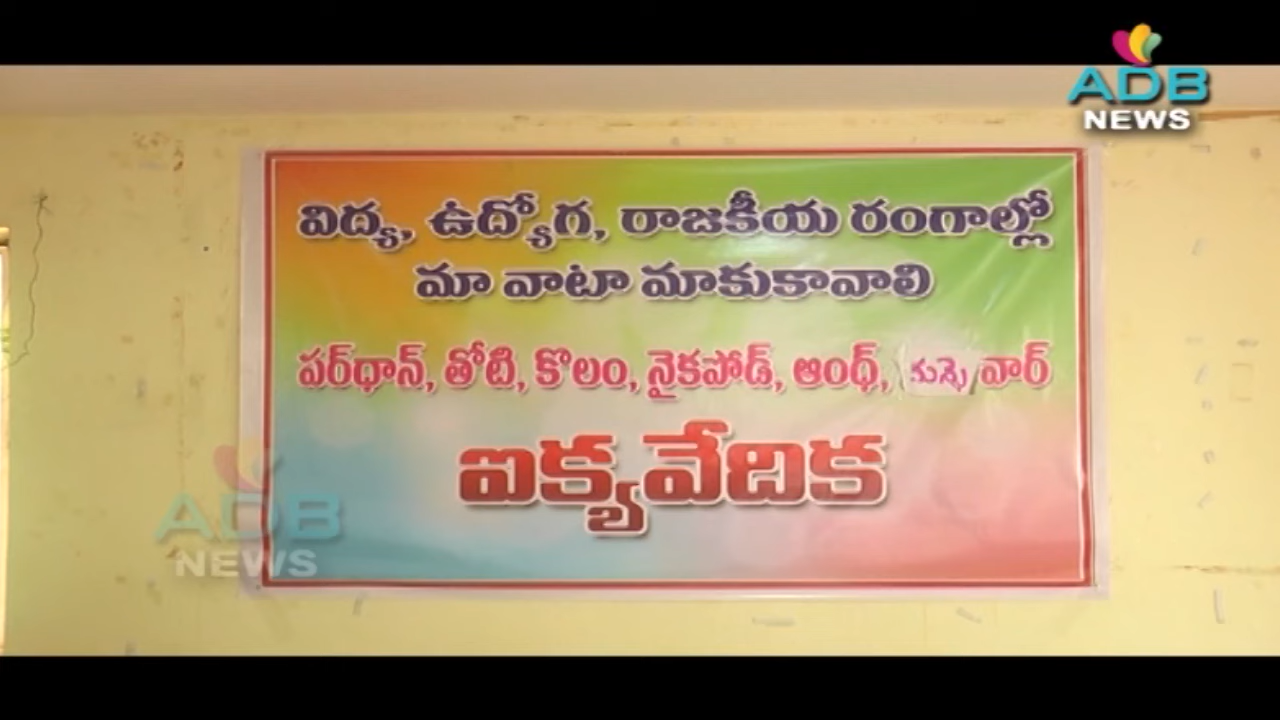 ADB
NEWS
విద్య, ఉద్యోగ, రాజకీయ రంగాల్లో
మా వాటా మాకుకావాలి
పర్‌ధాన్, తోటి, కొలం, నైకపోడ్, ఆంధ్, వార్
ఐక్యవేదిక
ADB
NEWS